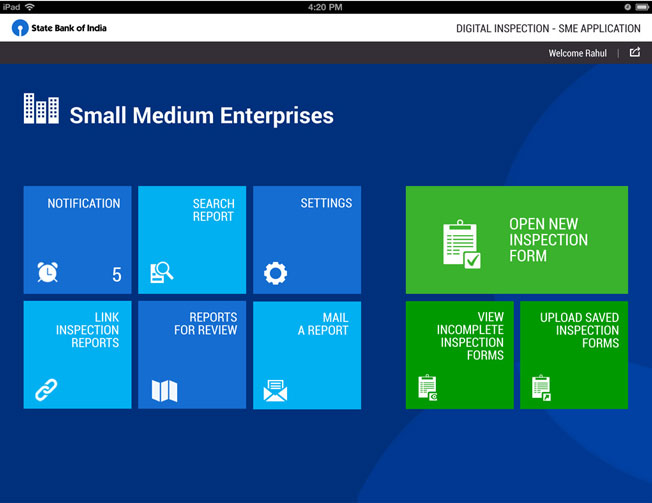 iPad
4:20 PM
State Bank of India
DIGITAL INSPECTION - SME APPLICATION
Welcome Rahul |
Small Medium Enterprises
NOTIFICATION
5
SEARCH
REPORT
SETTINGS
OPEN NEW
INSPECTION
FORM
LINK
INSPECTION
REPORTS
REPORTS
FOR REVIEW
MAIL
A REPORT
VIEW
INCOMPLETE
INSPECTION
FORMS
UPLOAD SAVED
INSPECTION
FORMS